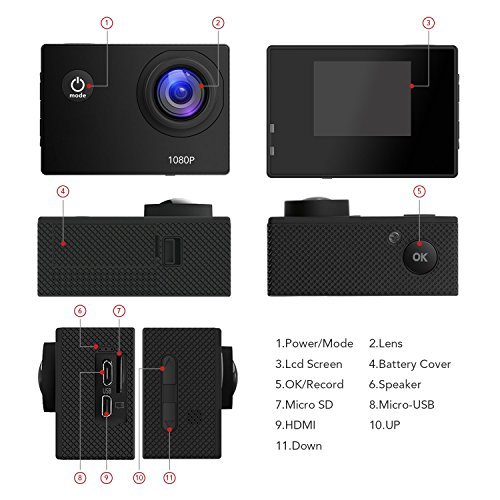 1
2
3
mode
1080P
4
5
OK
6
7
USB
8
9
10
11
1.Power/Mode 2.Lens
3.Lcd Screen 4.Battery Cover
5.OK/Record 6.Speaker
7.Micro SD 8.Micro-USB
9.HDMI 10.UP
11.Down